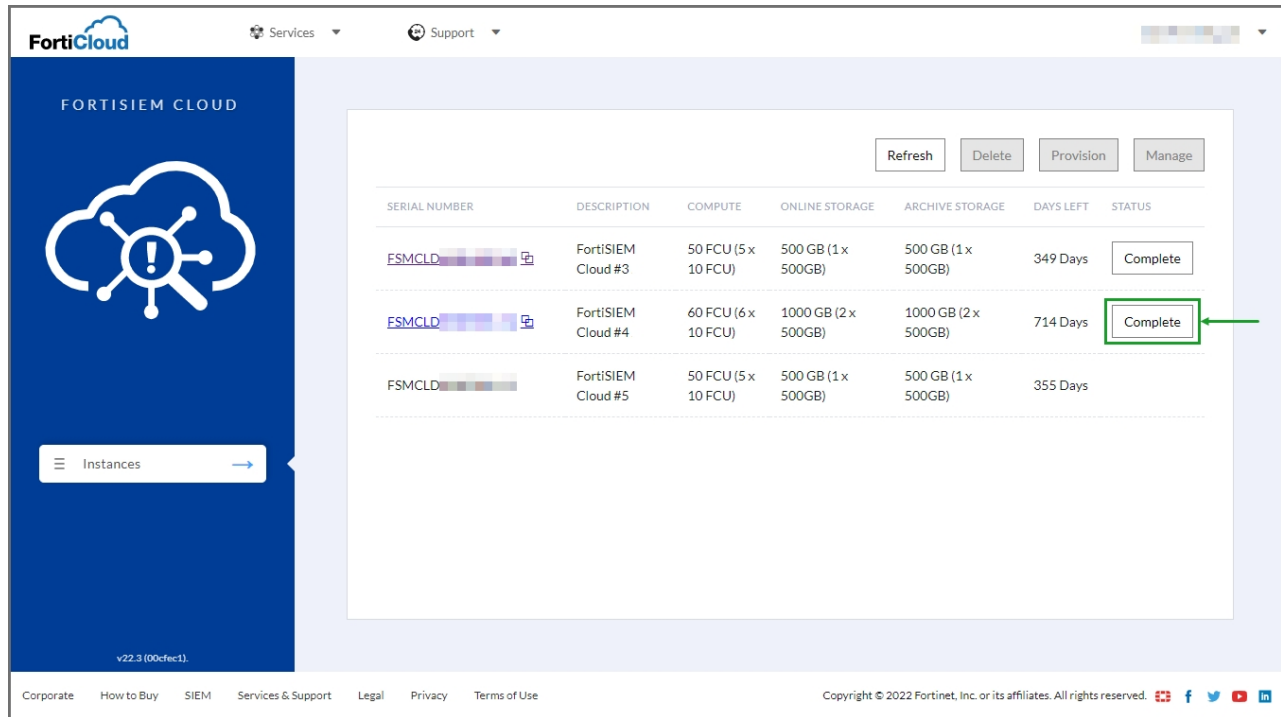 FortiCloud
Services
Support
FORTISIEM CLOUD
Refresh
Delete
Provision
Manage
SERIAL NUMBER
DESCRIPTION
COMPUTE
ONLINE STORAGE
ARCHIVE STORAGE
DAYS LEFT
STATUS
FSMCLD
FortiSIEM
Cloud #3
50 FCU (5 x
10 FCU)
500 GB (1 x
500GB)
500 GB (1 x
500GB)
349 Days
Complete
FSMCLD
FortiSIEM
Cloud #4
60 FCU (6 x
10 FCU)
1000 GB (2 x
500GB)
1000 GB (2 x
500GB)
714 Days
Complete
FSMCLD
FortiSIEM
Cloud #5
50 FCU (5 x
10 FCU)
500 GB (1 x
500GB)
500 GB (1 x
500GB)
355 Days
Instances
v22.3 (00cfec1).
Corporate
How to Buy
SIEM
Services & Support
Legal
Privacy
Terms of Use
Copyright © 2022 Fortinet, Inc. or its affiliates. All rights reserved.